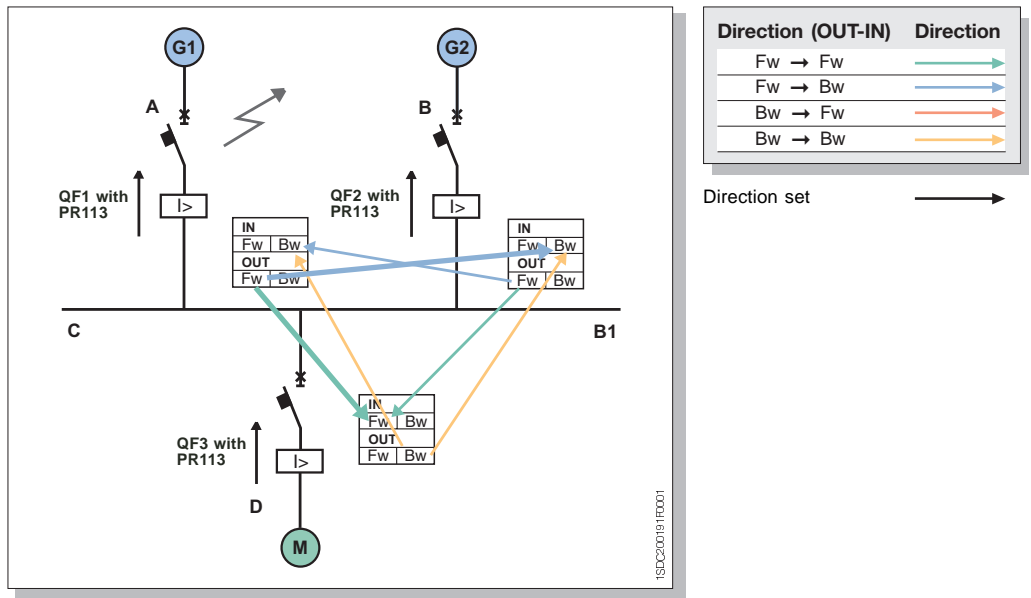 G1
G2
A
B
QF1 with
PR113
I>
QF2 with
PR113
I>
IN
Fw Bw
OUT
Fw Bw
IN
Fw Bw
OUT
Fw Bw
C
B1
IN
Fw Bw
OUT
Fw Bw
QF3 with
PR113
I>
D
M
1SDC200191F0001
Direction (OUT-IN) Direction
Fw → Fw
Fw → Bw
Bw → Fw
Bw → Bw
Direction set